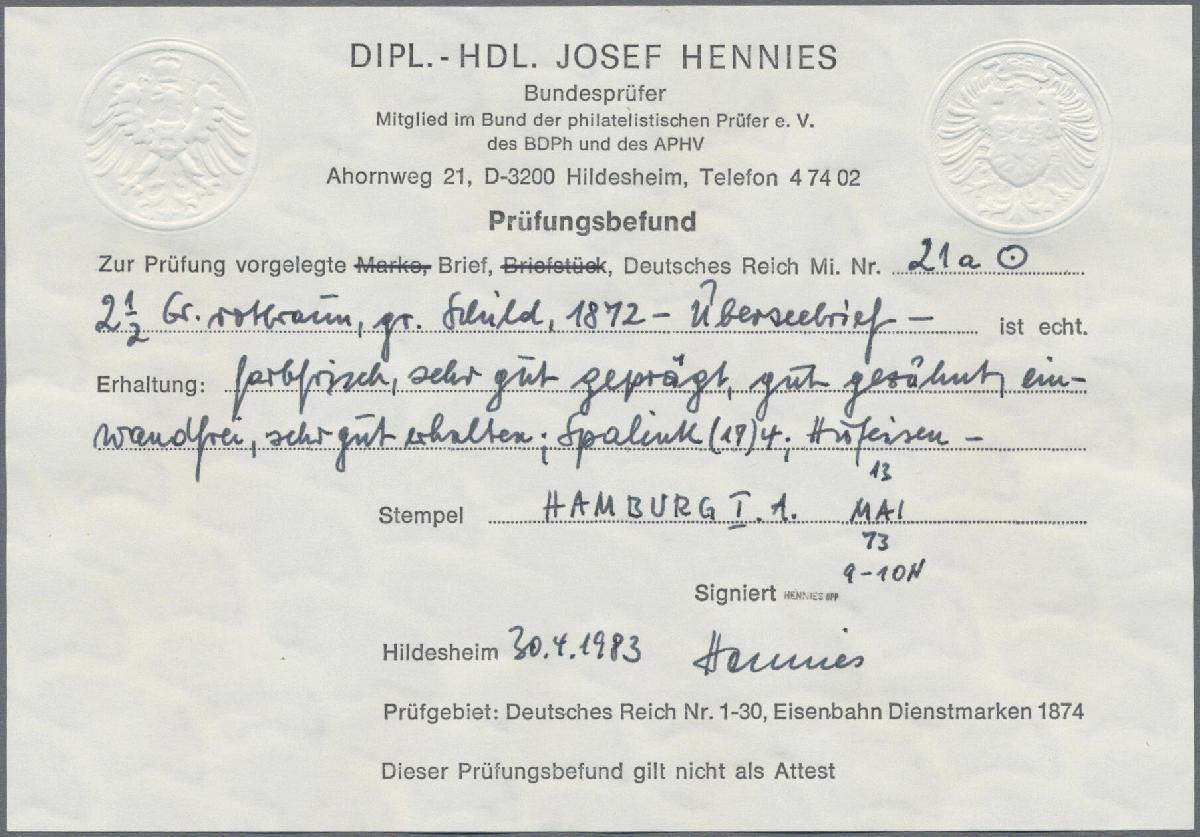 DIPL.-HDL. JOSEF HENNIES
Bundesprüfer
Mitglied im Bund der philatelistischen Prüfer e. V.
des BDPh und des APHV
Ahornweg 21, D-3200 Hildesheim, Telefon 4 74 02
Prüfungsbefund
Zur Prüfung vorgelegte Marke, Brief, Briefstück, Deutsches Reich Mi. Nr. 21a ⊙
2 1/2 Gr. rotbraun, gr. Schild, 1872 - Überseebrief - ist echt.
Erhaltung: farbfrisch, sehr gut geprägt, gut gezähnt, ein-
wandfrei, sehr gut erhalten; Spalink (19)4; Hufeisen -
Stempel HAMBURG I. 1. 13 MAI 73 9-10N
Signiert HENNIES BPP
Hildesheim 30.4.1983 Hennies
Prüfgebiet: Deutsches Reich Nr. 1-30, Eisenbahn Dienstmarken 1874
Dieser Prüfungsbefund gilt nicht als Attest